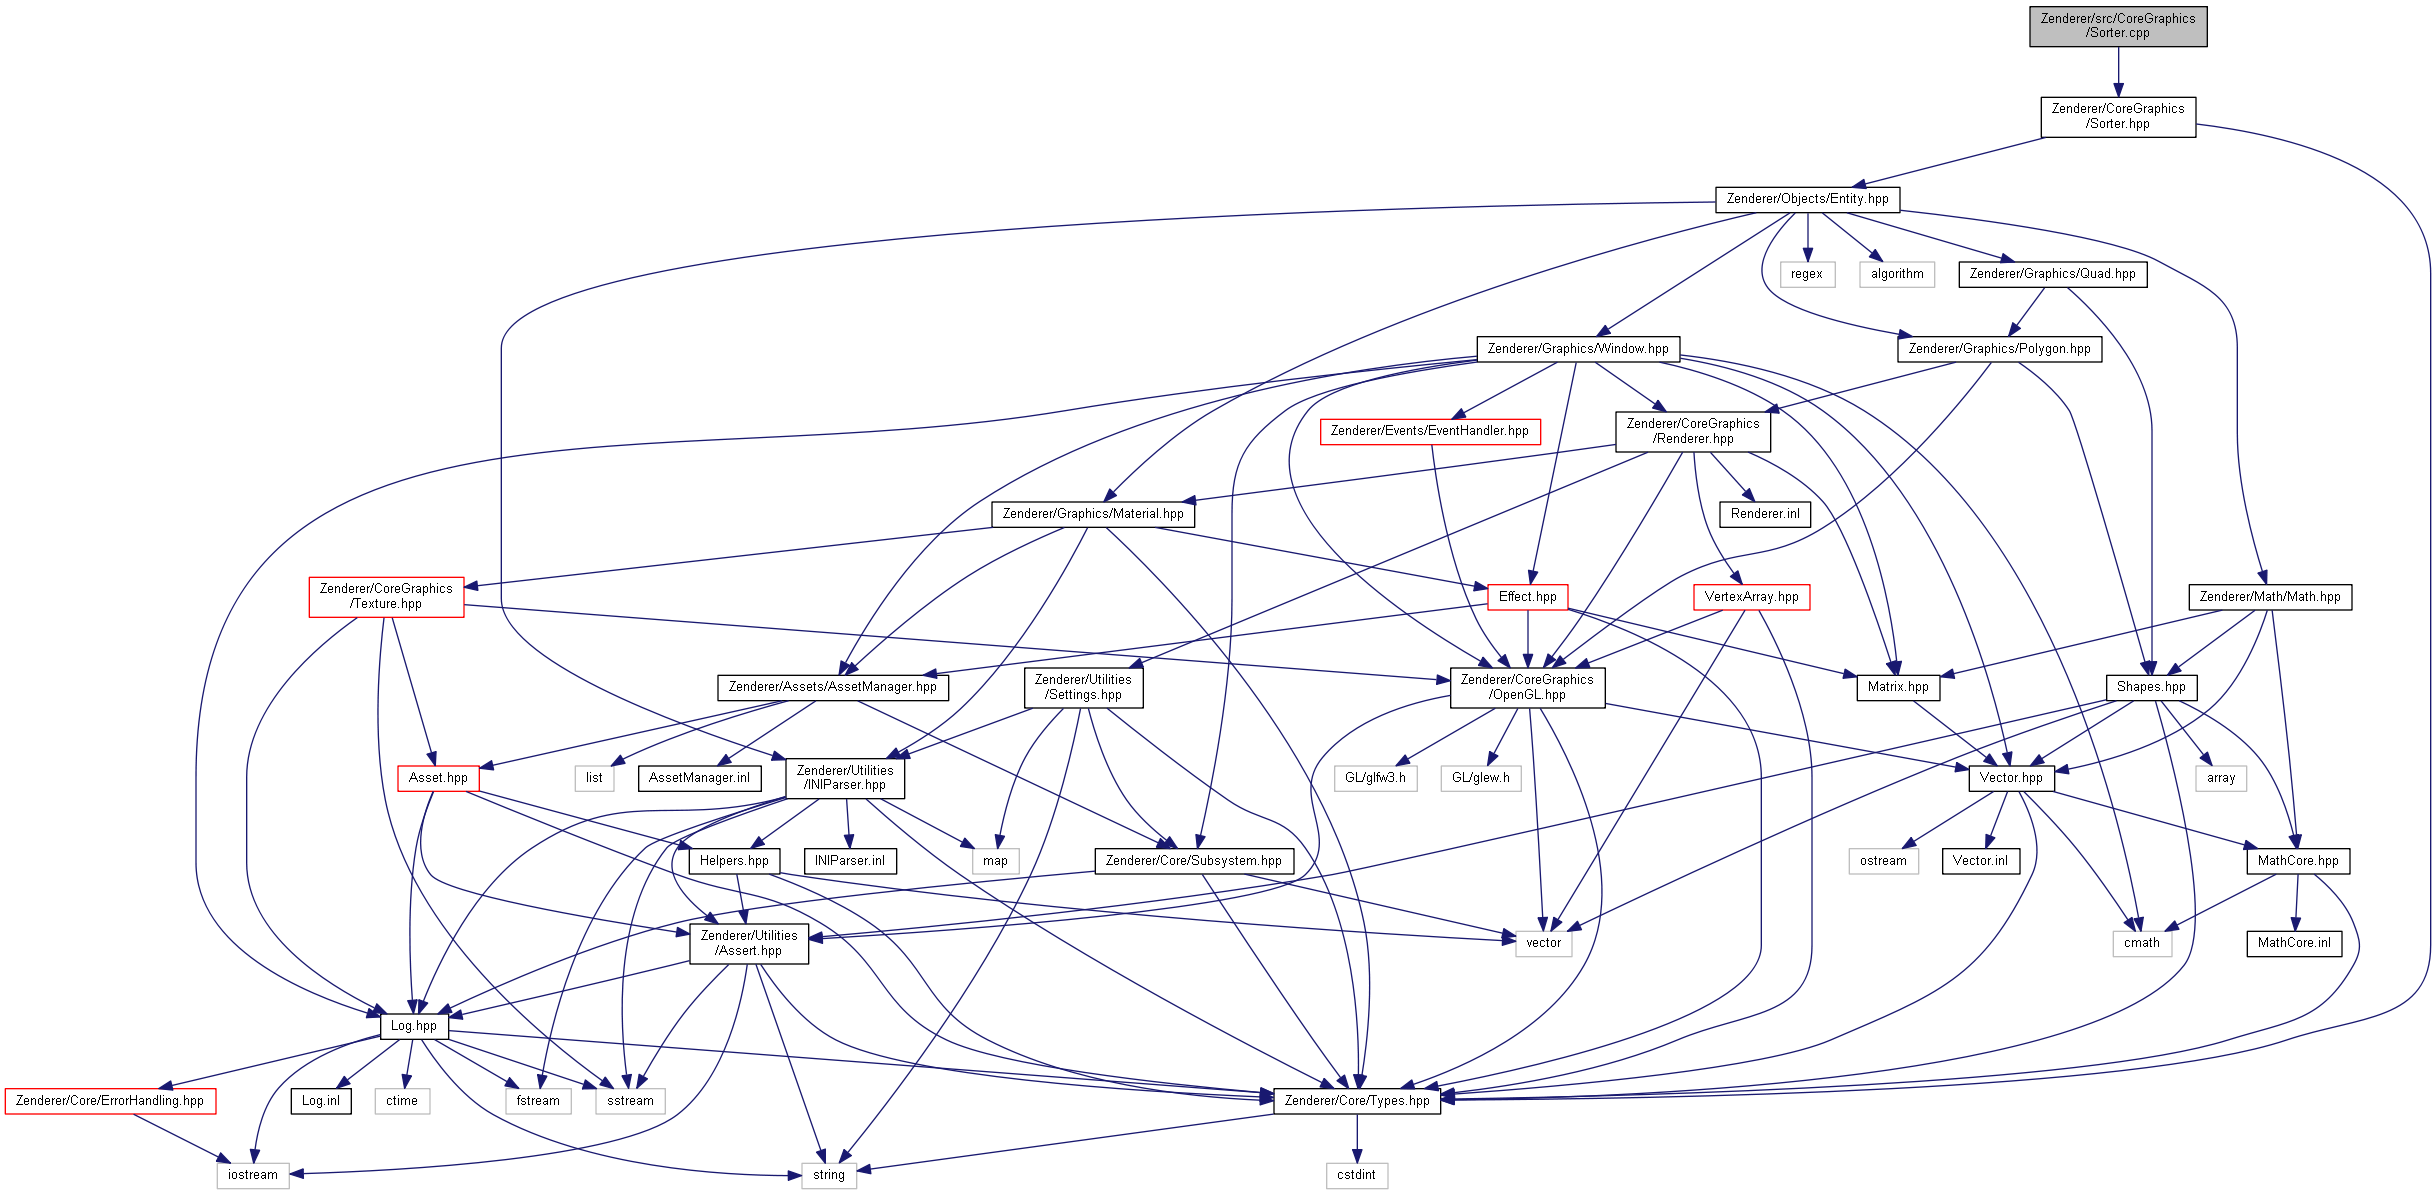 Zenderer/src/CoreGraphics
/Sorter.cpp
Zenderer/CoreGraphics
/Sorter.hpp
Zenderer/Objects/Entity.hpp
regex
algorithm
Zenderer/Graphics/Quad.hpp
Zenderer/Graphics/Window.hpp
Zenderer/Graphics/Polygon.hpp
Zenderer/Events/EventHandler.hpp
Zenderer/CoreGraphics
/Renderer.hpp
Zenderer/Graphics/Material.hpp
Renderer.inl
Zenderer/CoreGraphics
/Texture.hpp
Effect.hpp
VertexArray.hpp
Zenderer/Math/Math.hpp
Zenderer/Assets/AssetManager.hpp
Zenderer/Utilities
/Settings.hpp
Zenderer/CoreGraphics
/OpenGL.hpp
Matrix.hpp
Shapes.hpp
Asset.hpp
list
AssetManager.inl
Zenderer/Utilities
/INIParser.hpp
GL/glfw3.h
GL/glew.h
Vector.hpp
array
Helpers.hpp
INIParser.inl
map
Zenderer/Core/Subsystem.hpp
ostream
Vector.inl
MathCore.hpp
Zenderer/Utilities
/Assert.hpp
vector
cmath
MathCore.inl
Log.hpp
Zenderer/Core/ErrorHandling.hpp
Log.inl
ctime
fstream
sstream
Zenderer/Core/Types.hpp
iostream
string
cstdint